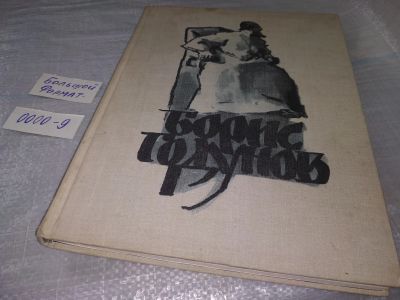 Большой
Формат-
0000-9
Борис
Годунов